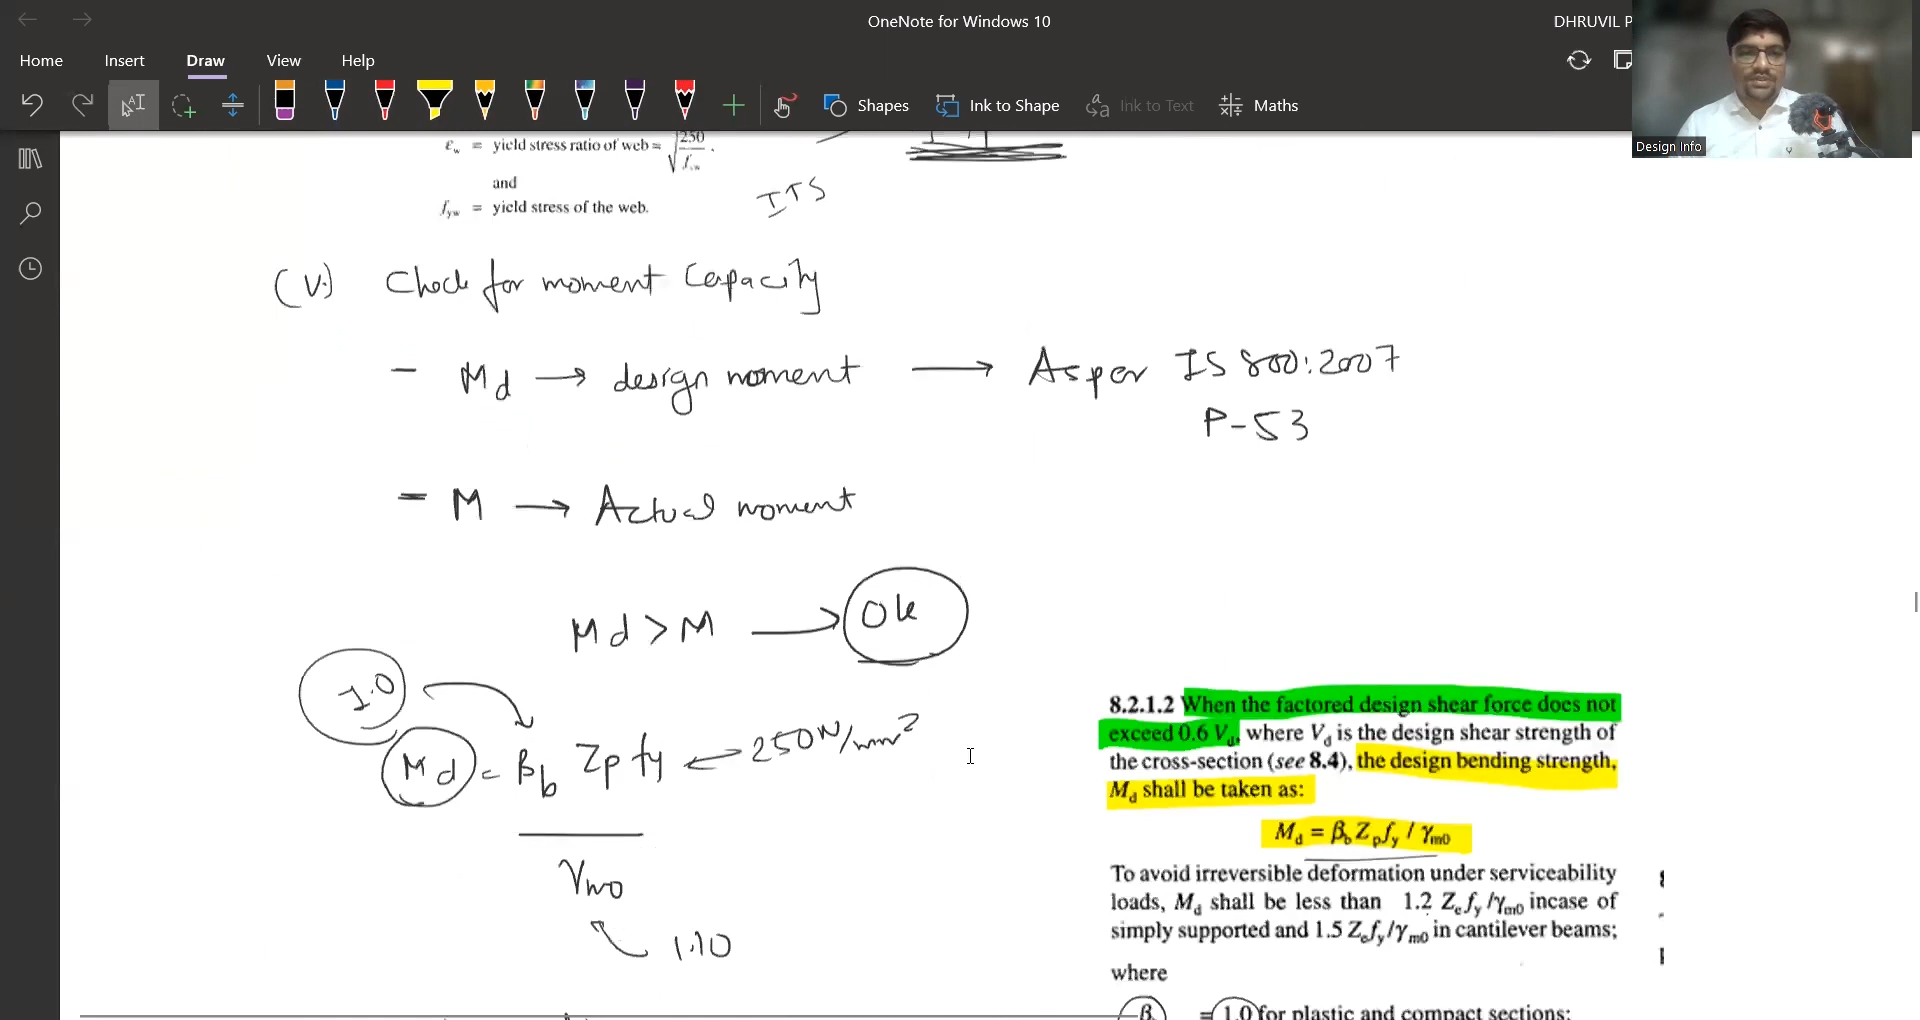 OneNote for Windows 10
DHRUVIL P
Home Insert Draw View Help
Shapes Ink to Shape Ink to Text Maths
Design Info
εw = yield stress ratio of web = √250/fyw .
and
fyw = yield stress of the web.
ITS
(V.) Check for moment Capacity
- Md → design moment → As per IS 800:2007
P-53
= M → Actual moment
Md > M → Ok
1.0
Md = βb Zp fy ← 250 N/mm²
γmo
1.10
8.2.1.2 When the factored design shear force does not
exceed 0.6 Vd, where Vd is the design shear strength of
the cross-section (see 8.4), the design bending strength,
Md shall be taken as:
Md = βb Zp fy / γm0
To avoid irreversible deformation under serviceability
loads, Md shall be less than 1.2 Ze fy /γm0 incase of
simply supported and 1.5 Ze fy/γm0 in cantilever beams;
where
β = 1.0 for plastic and compact sections;